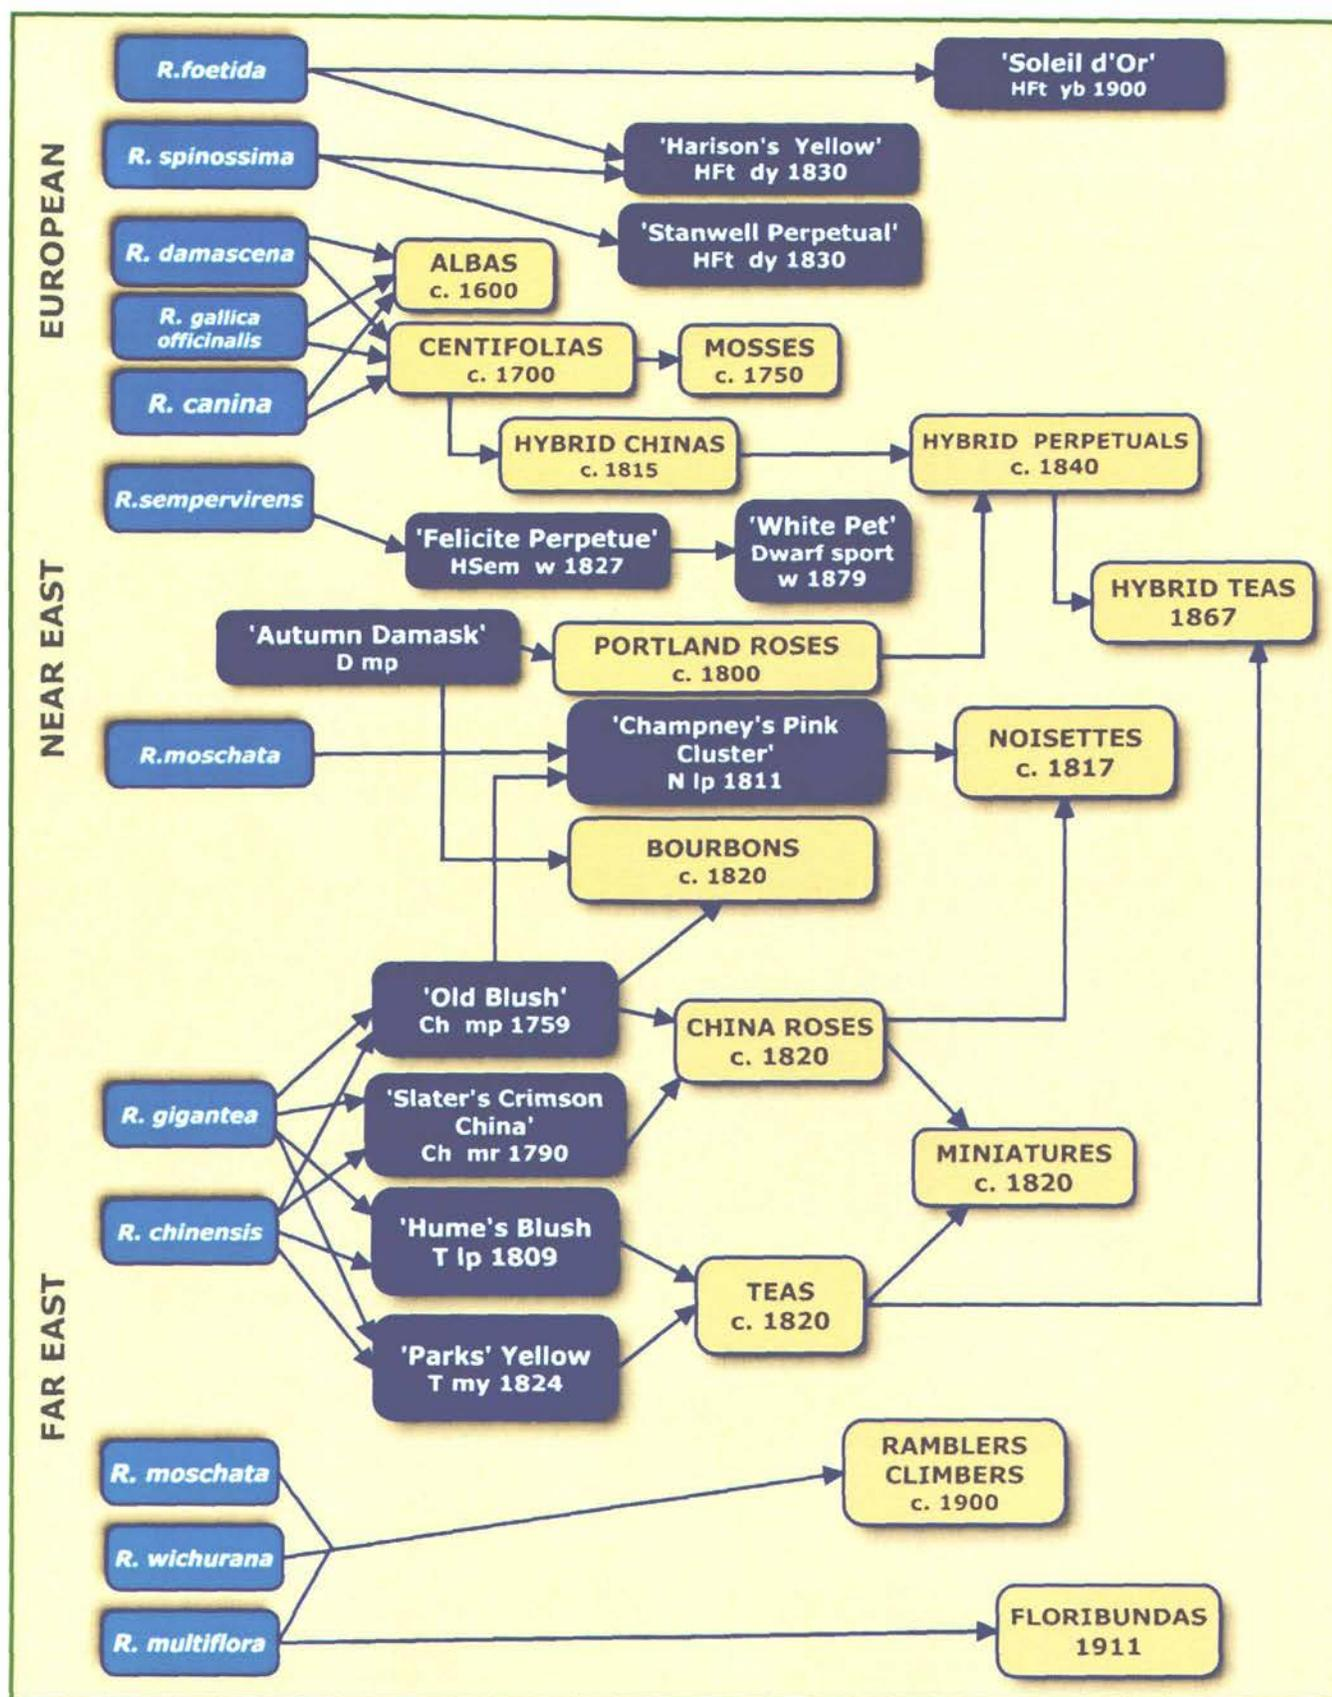 EUROPEAN
R.foetida
'Soleil d'Or'
HFt yb 1900
R. spinossima
'Harison's Yellow'
HFt dy 1830
'Stanwell Perpetual'
HFt dy 1830
R. damascena
ALBAS
c. 1600
R. gallica
officinalis
CENTIFOLIAS
c. 1700
MOSSES
c. 1750
R. canina
HYBRID CHINAS
c. 1815
HYBRID PERPETUALS
c. 1840
NEAR EAST
R.sempervirens
'Felicite Perpetue'
HSem w 1827
'White Pet'
Dwarf sport
w 1879
HYBRID TEAS
1867
'Autumn Damask'
D mp
PORTLAND ROSES
c. 1800
R.moschata
'Champney's Pink
Cluster'
N lp 1811
NOISETTES
c. 1817
BOURBONS
c. 1820
FAR EAST
'Old Blush'
Ch mp 1759
CHINA ROSES
c. 1820
R. gigantea
'Slater's Crimson
China'
Ch mr 1790
MINIATURES
c. 1820
R. chinensis
'Hume's Blush
T lp 1809
TEAS
c. 1820
'Parks' Yellow
T my 1824
R. moschata
RAMBLERS
CLIMBERS
c. 1900
R. wichurana
R. multiflora
FLORIBUNDAS
1911